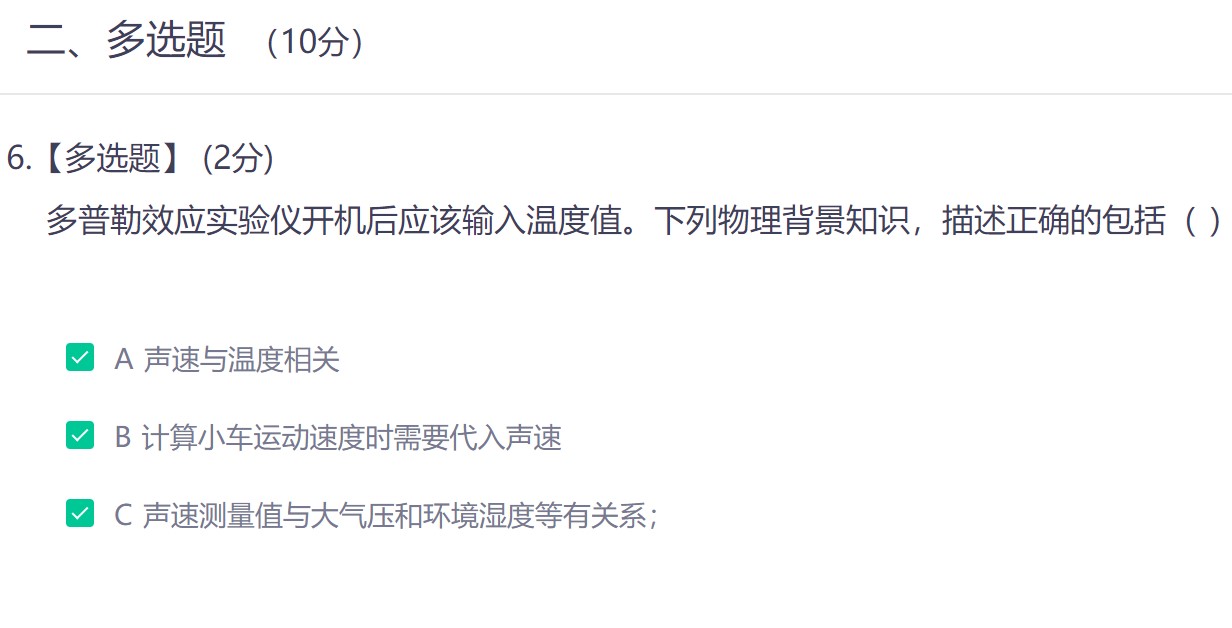 二、多选题 （10分）
6.【多选题】 (2分)
多普勒效应实验仪开机后应该输入温度值。下列物理背景知识，描述正确的包括（ ）
A 声速与温度相关
B 计算小车运动速度时需要代入声速
C 声速测量值与大气压和环境湿度等有关系；